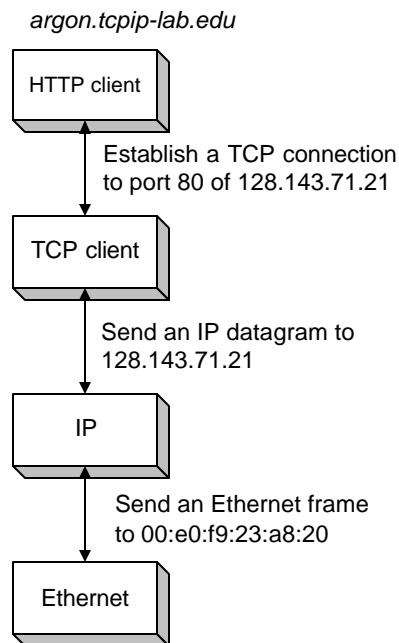 argon.tcpip-lab.edu
HTTP client
Establish a TCP connection
to port 80 of 128.143.71.21
TCP client
Send an IP datagram to
128.143.71.21
IP
Send an Ethernet frame
to 00:e0:f9:23:a8:20
Ethernet